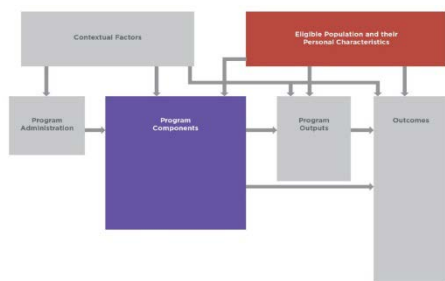 Contextual Factors
Eligible Population and their
Personal Characteristics
Program
Administration
Program
Components
Program
Outputs
Outcomes